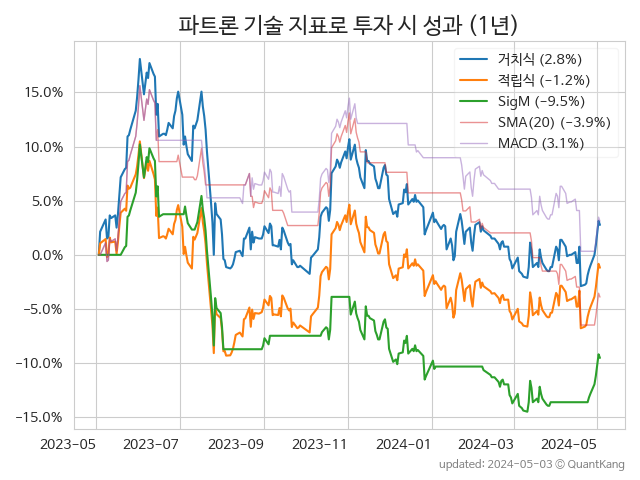 파트론 기술 지표로 투자 시 성과 (1년)
거치식 (2.8%)
적립식 (−1.2%)
SigM (−9.5%)
SMA(20) (−3.9%)
MACD (3.1%)
15.0%
10.0%
5.0%
0.0%
−5.0%
−10.0%
−15.0%
2023-05 2023-07 2023-09 2023-11 2024-01 2024-03 2024-05
updated: 2024-05-03 ⓒ QuantKang